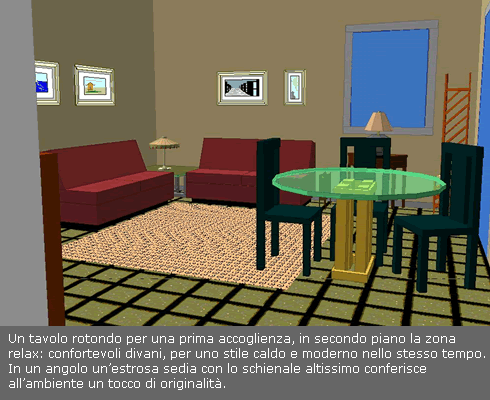 Un tavolo rotondo per una prima accoglienza, in secondo piano la zona
relax: confortevoli divani, per uno stile caldo e moderno nello stesso tempo.
In un angolo un'estrosa sedia con lo schienale altissimo conferisce
all'ambiente un tocco di originalità.